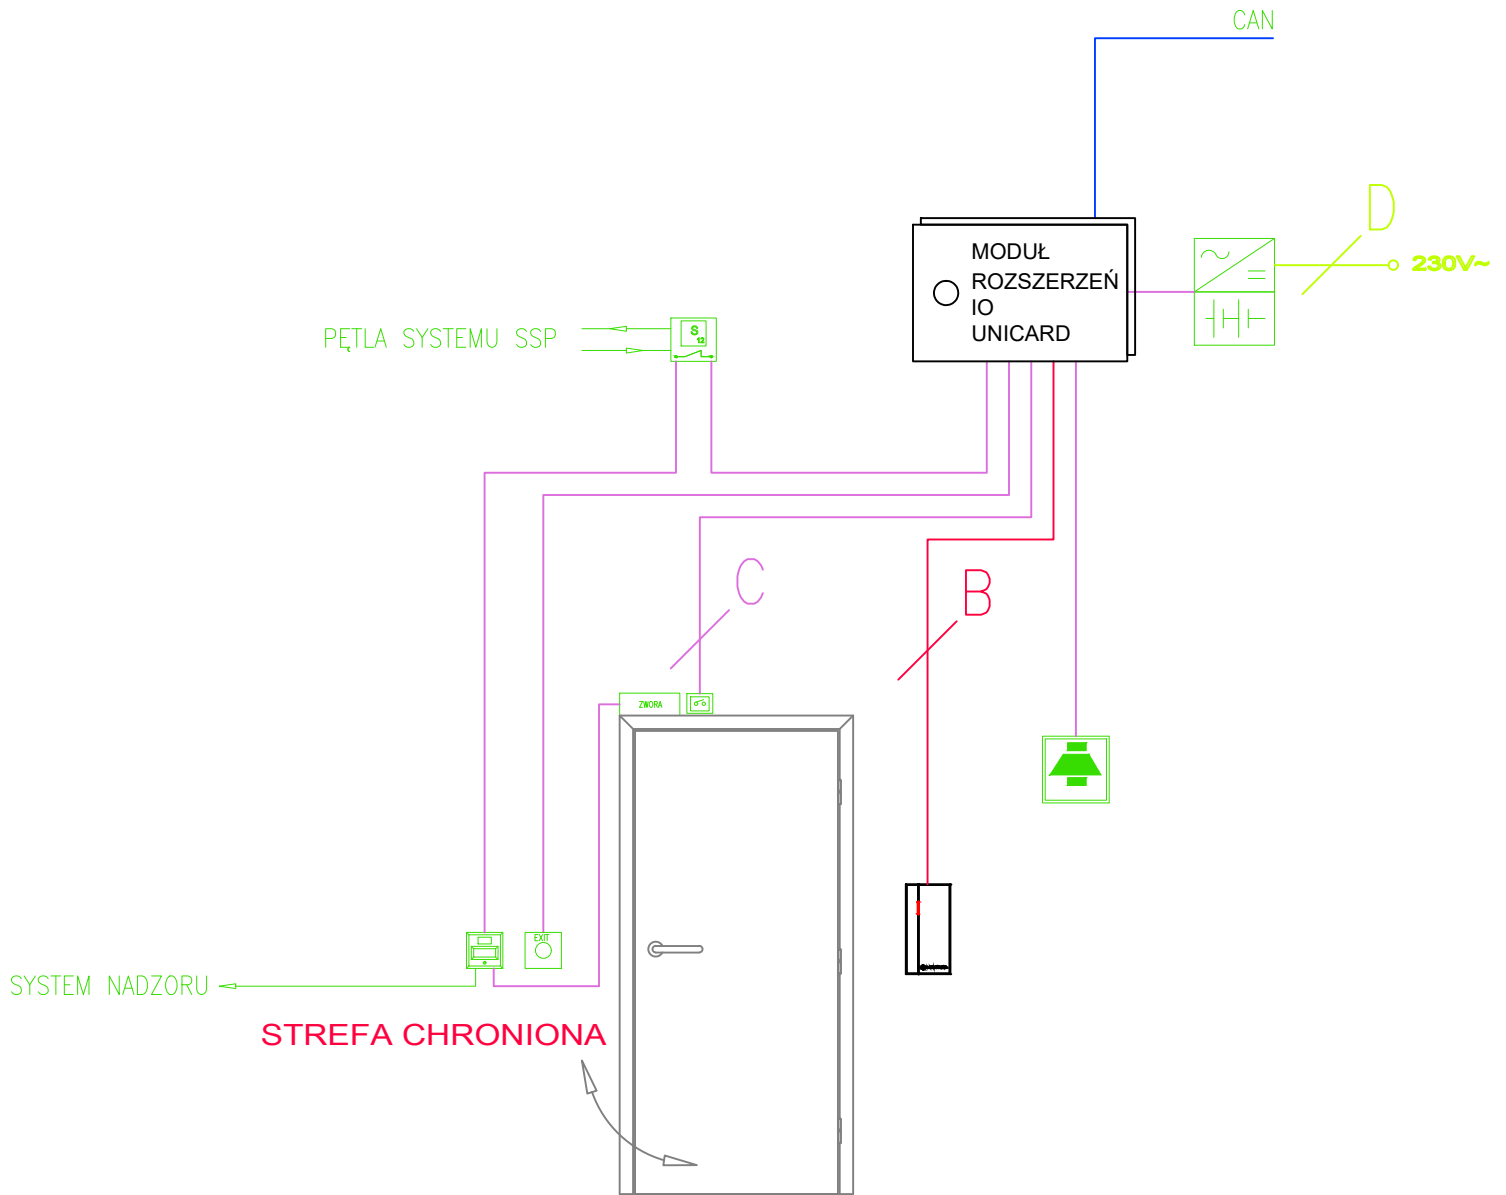 CAN
D
230V~
MODUŁ
ROZSZERZEŃ
IO
UNICARD
PĘTLA SYSTEMU SSP
S
12
C
B
ZWORA
EXIT
SYSTEM NADZORU
STREFA CHRONIONA